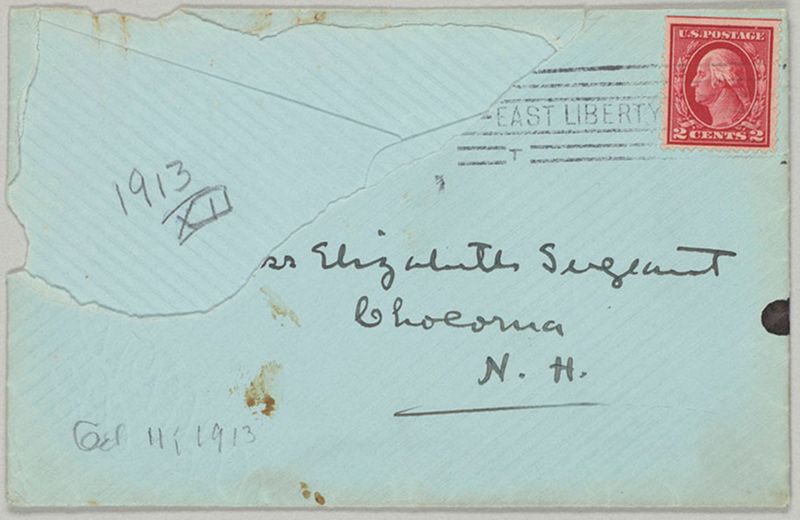 U.S. POSTAGE
2 CENTS 2
EAST LIBERTY
T
1913
XI
ss Elizabeth Sergeant
Chocorua
N. H.
Oct 11, 1913